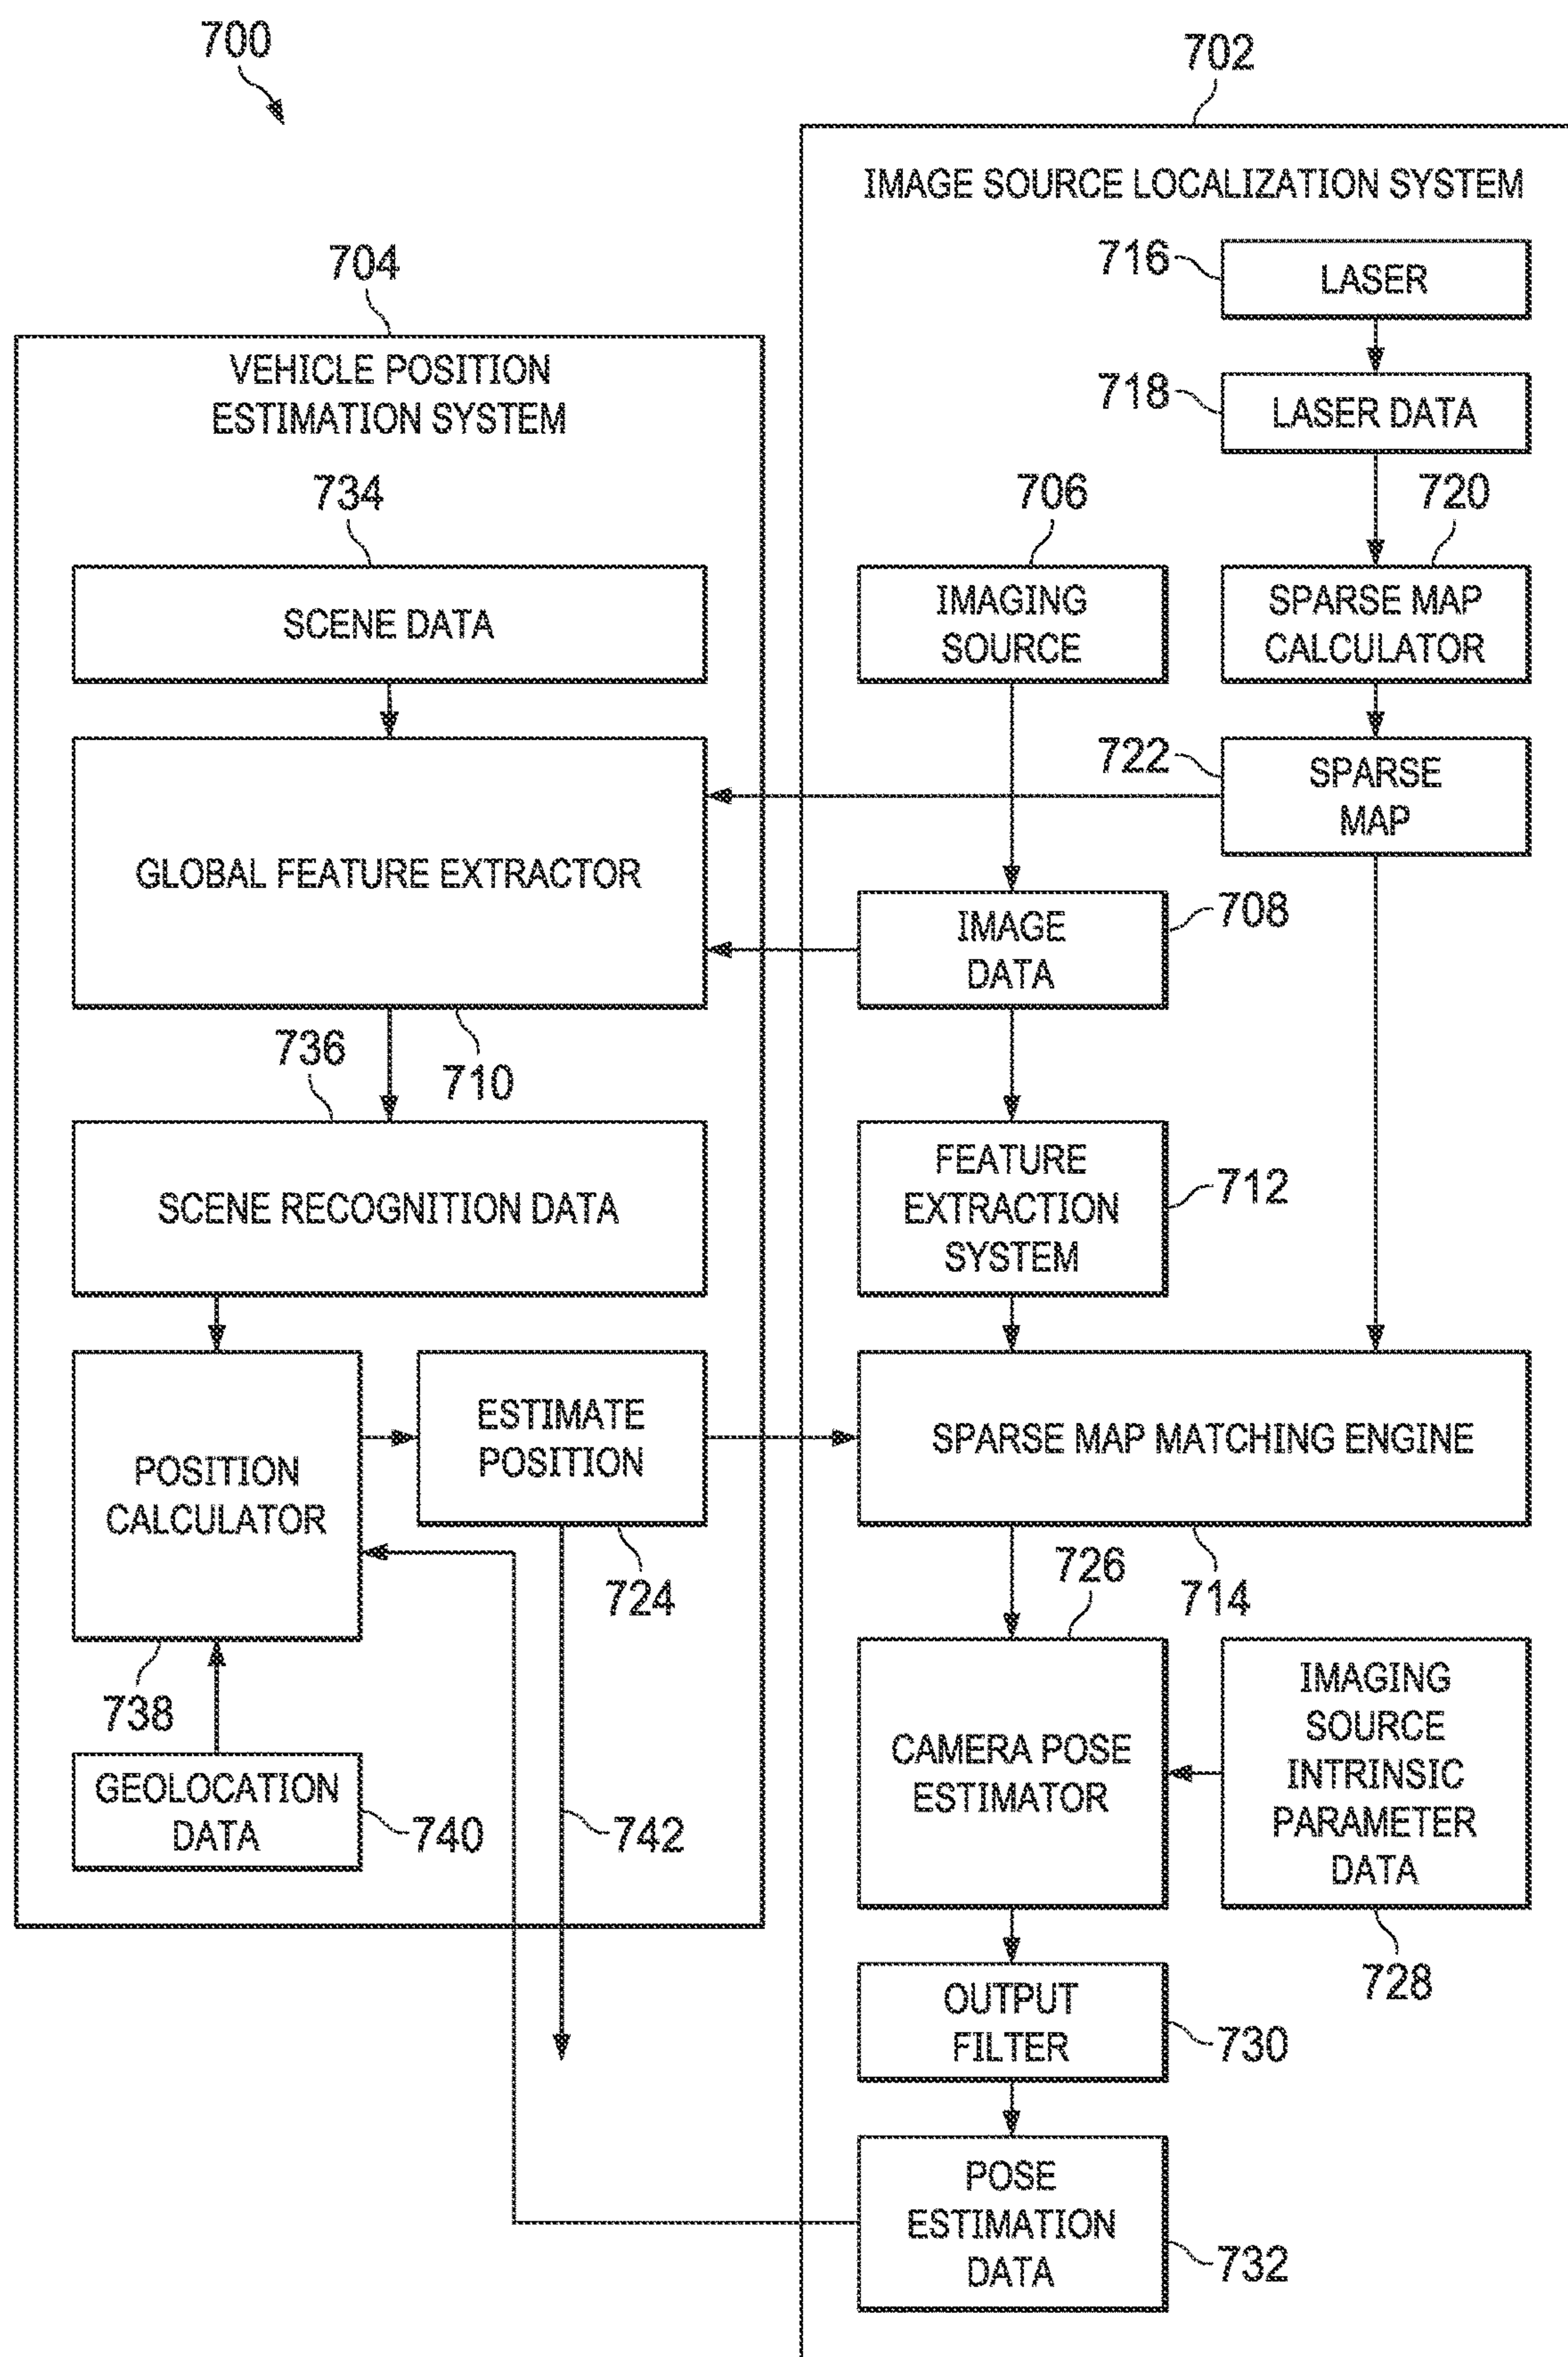 700
702
IMAGE SOURCE LOCALIZATION SYSTEM
716
LASER
718
LASER DATA
704
VEHICLE POSITION
ESTIMATION SYSTEM
734
SCENE DATA
706
IMAGING
SOURCE
720
SPARSE MAP
CALCULATOR
722
SPARSE
MAP
GLOBAL FEATURE EXTRACTOR
710
IMAGE
DATA
708
736
SCENE RECOGNITION DATA
FEATURE
EXTRACTION
SYSTEM
712
POSITION
CALCULATOR
738
ESTIMATE
POSITION
724
SPARSE MAP MATCHING ENGINE
714
726
CAMERA POSE
ESTIMATOR
IMAGING
SOURCE
INTRINSIC
PARAMETER
DATA
728
GEOLOCATION
DATA
740
742
OUTPUT
FILTER
730
POSE
ESTIMATION
DATA
732